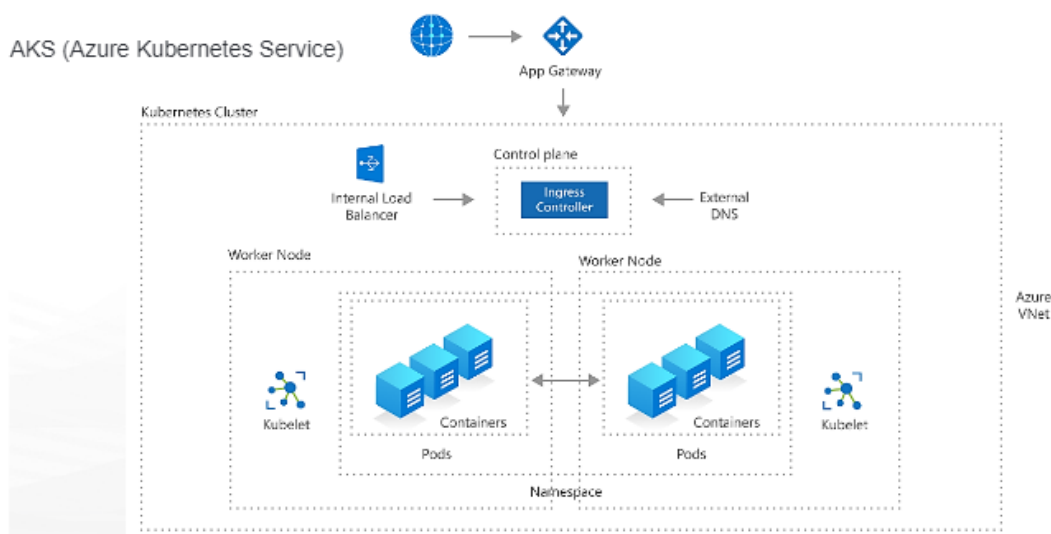 AKS (Azure Kubernetes Service)
App Gateway
Kubernetes Cluster
Control plane
Internal Load
Balancer
Ingress
Controller
External
DNS
Worker Node
Worker Node
Azure
VNet
Kubelet
Containers
Containers
Kubelet
Pods
Pods
Namespace